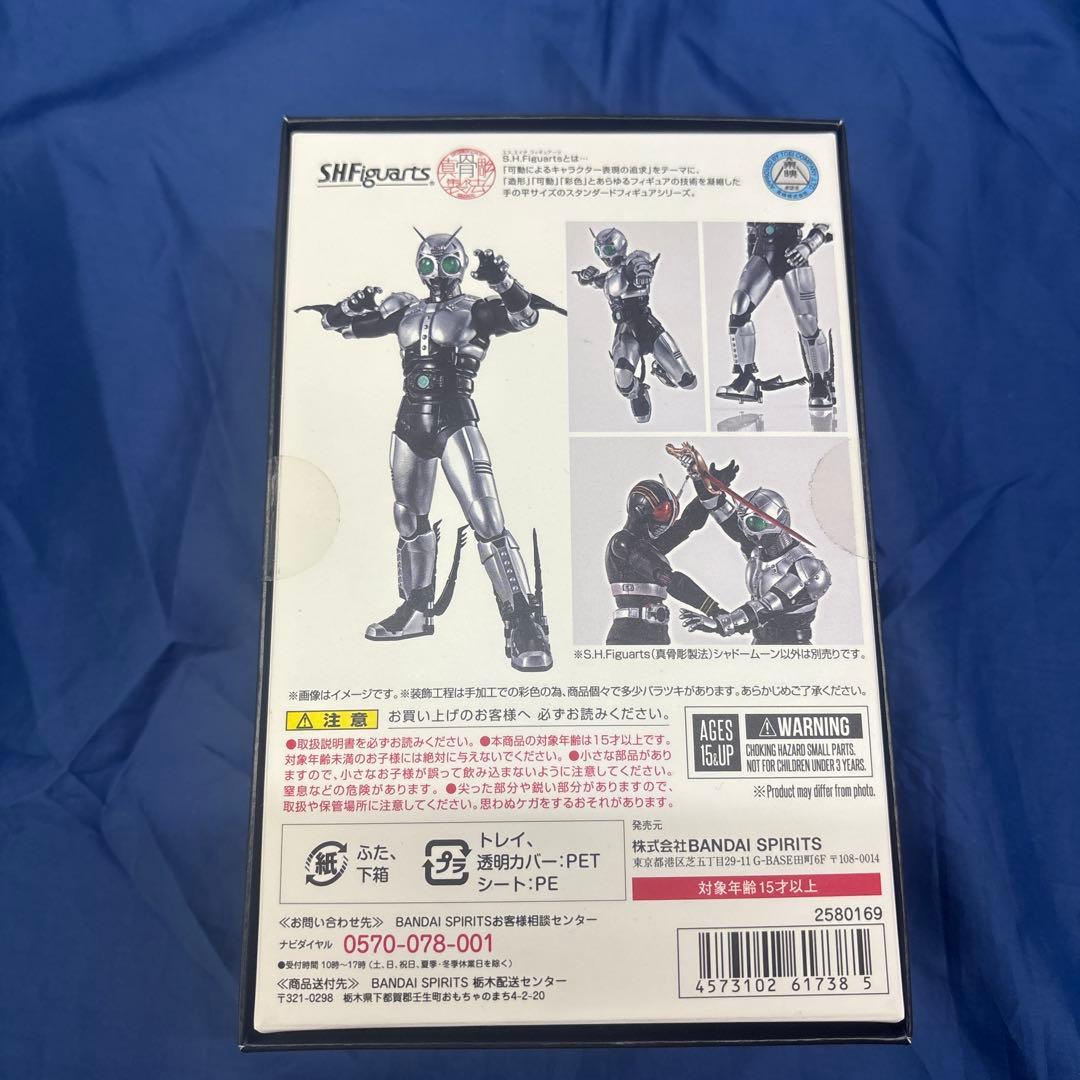 S.H.Figuarts
真骨彫製法
エス.エイチ.フィギュアーツ
S.H.Figuartsとは…
「可動によるキャラクター表現の追求」をテーマに、
「造形」「可動」「彩色」とあらゆるフィギュアの技術を凝縮した
手の平サイズのスタンダードフィギュアシリーズ。
東映
※S.H.Figuarts(真骨彫製法)シャドームーン以外は別売りです。
※画像はイメージです。※装飾工程は手加工での彩色の為、商品個々で多少バラツキがあります。あらかじめご了承ください。
注意 お買い上げのお客様へ 必ずお読みください。
●取扱説明書を必ずお読みください。●本商品の対象年齢は15才以上です。
対象年齢未満のお子様には絶対に与えないでください。●小さな部品があり
ますので、小さなお子様が誤って飲み込まないように注意してください。
窒息などの危険があります。●尖った部分や鋭い部分がありますので、
取扱や保管場所に注意してください。思わぬケガをするおそれがあります。
AGES
15&UP
WARNING
CHOKING HAZARD SMALL PARTS.
NOT FOR CHILDREN UNDER 3 YEARS.
※Product may differ from photo.
紙
ふた、
下箱
プラ
トレイ、
透明カバー:PET
シート:PE
発売元
株式会社BANDAI SPIRITS
東京都港区芝五丁目29-11 G-BASE田町6F 〒108-0014
対象年齢15才以上
≪お問い合わせ先≫ BANDAI SPIRITSお客様相談センター
ナビダイヤル 0570-078-001
●受付時間 10時〜17時(土、日、祝日、夏季・冬季休業日を除く)
≪商品送付先≫ BANDAI SPIRITS 栃木配送センター
〒321-0298 栃木県下都賀郡壬生町おもちゃのまち4-2-20
2580169
4573102 61738 5